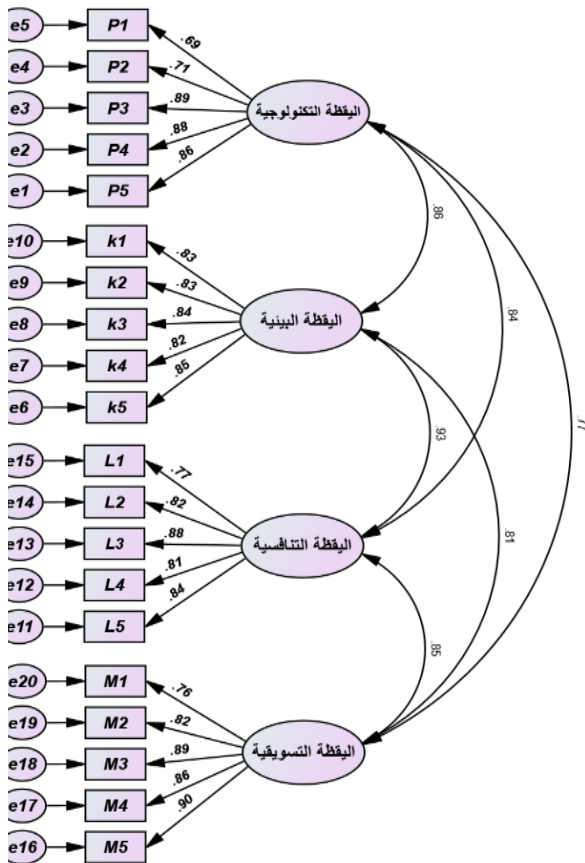 e5 P1 .69
e4 P2 .71
e3 P3 .89
e2 P4 .88
e1 P5 .86
اليقظة التكنولوجية
.86
.84
.77
e10 k1 .83
e9 k2 .83
e8 k3 .84
e7 k4 .82
e6 k5 .85
اليقظة البيئية
.93
.81
e15 L1 .77
e14 L2 .82
e13 L3 .88
e12 L4 .81
e11 L5 .84
اليقظة التنافسية
.85
e20 M1 .76
e19 M2 .82
e18 M3 .89
e17 M4 .86
e16 M5 .90
اليقظة التسويقية